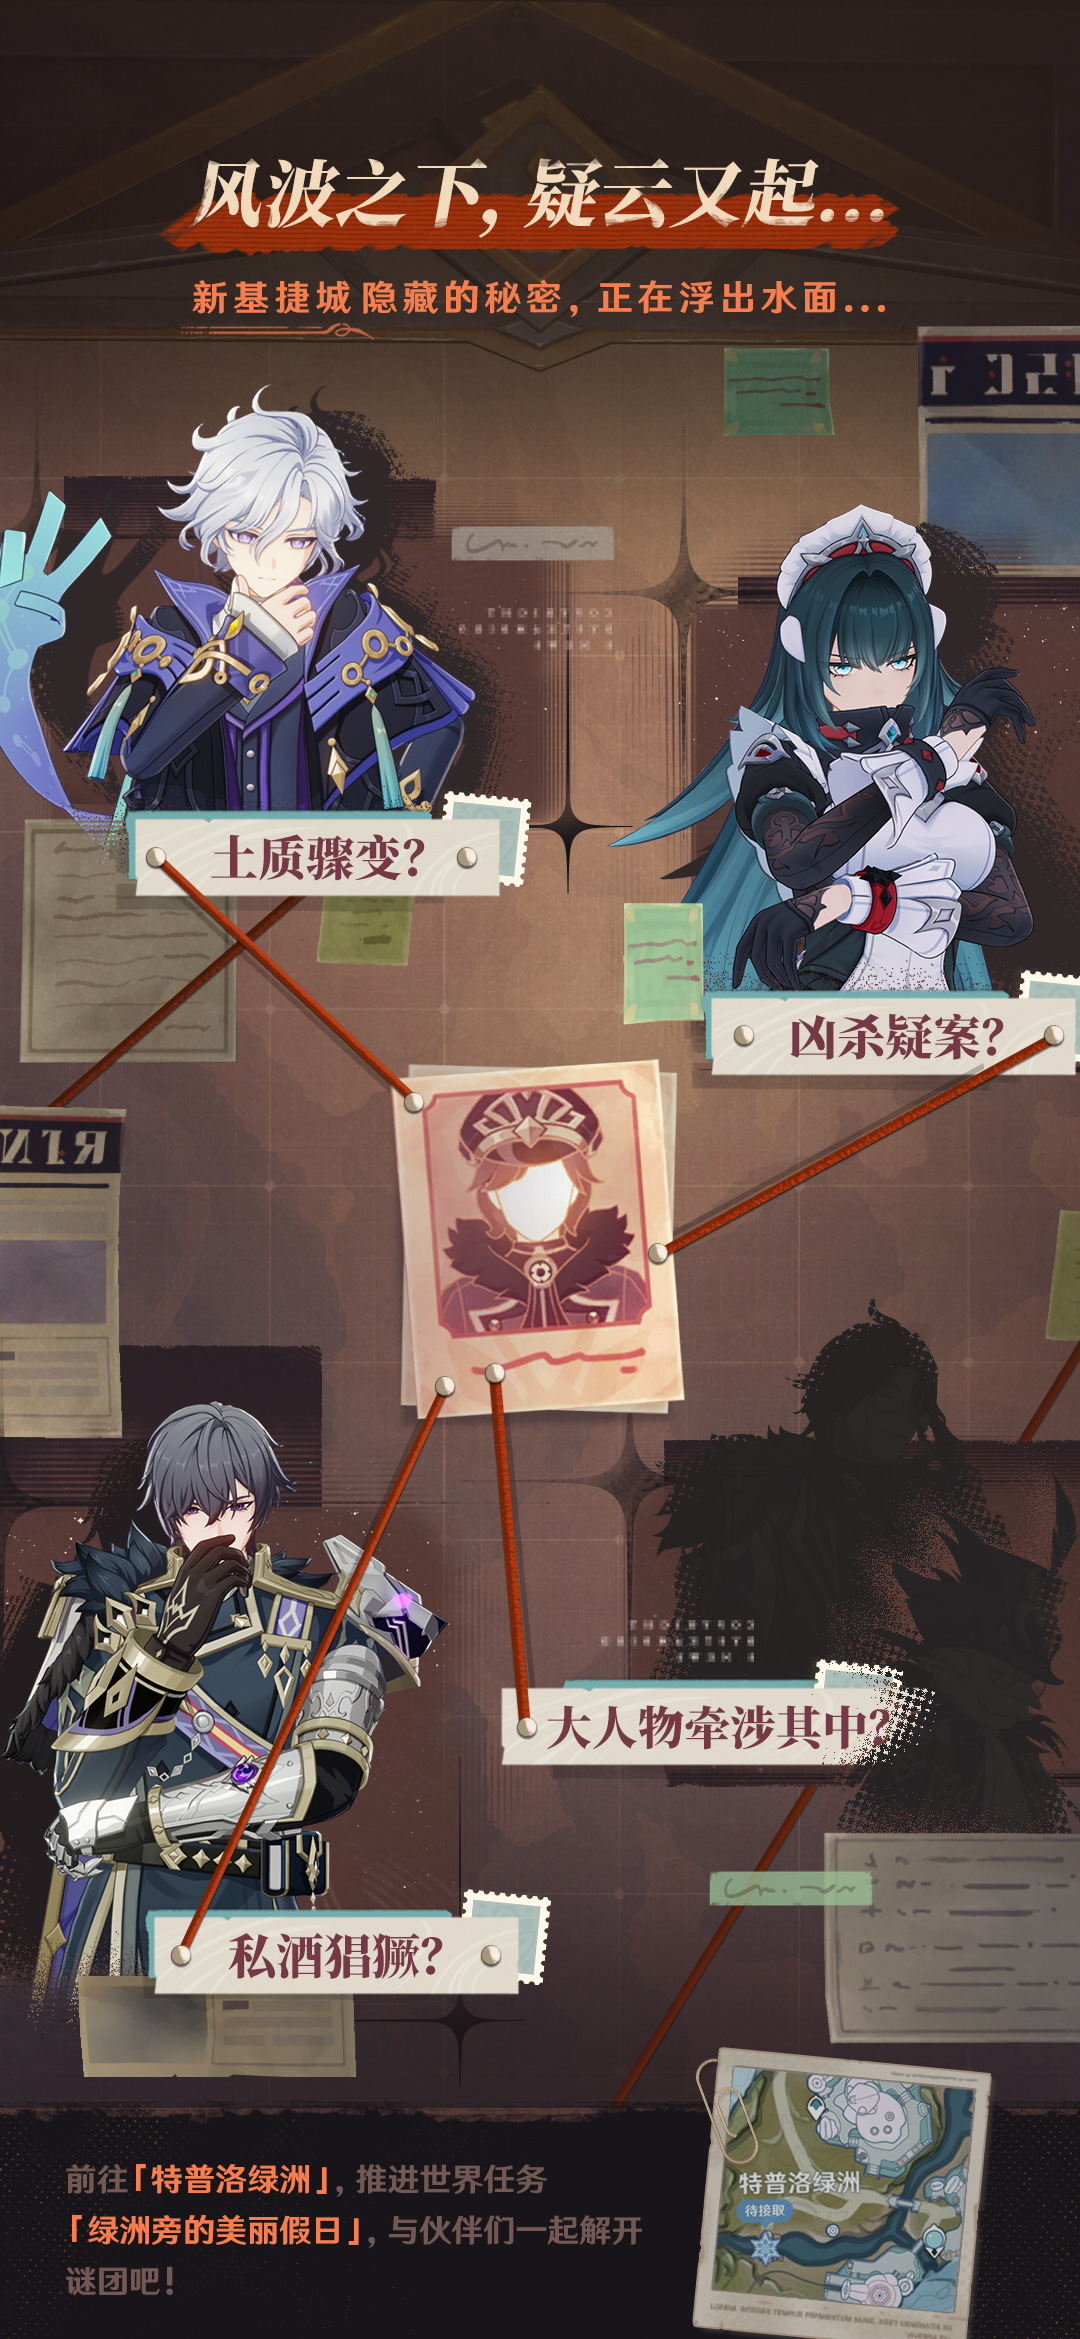 风波之下，疑云又起...
新基捷城 隐藏的秘密，正在浮出水面...
土质骤变？
凶杀疑案？
大人物牵涉其中？
私酒猖獗？
前往「特普洛绿洲」，推进世界任务
「绿洲旁的美丽假日」，与伙伴们一起解开
谜团吧！
特普洛绿洲
待接取